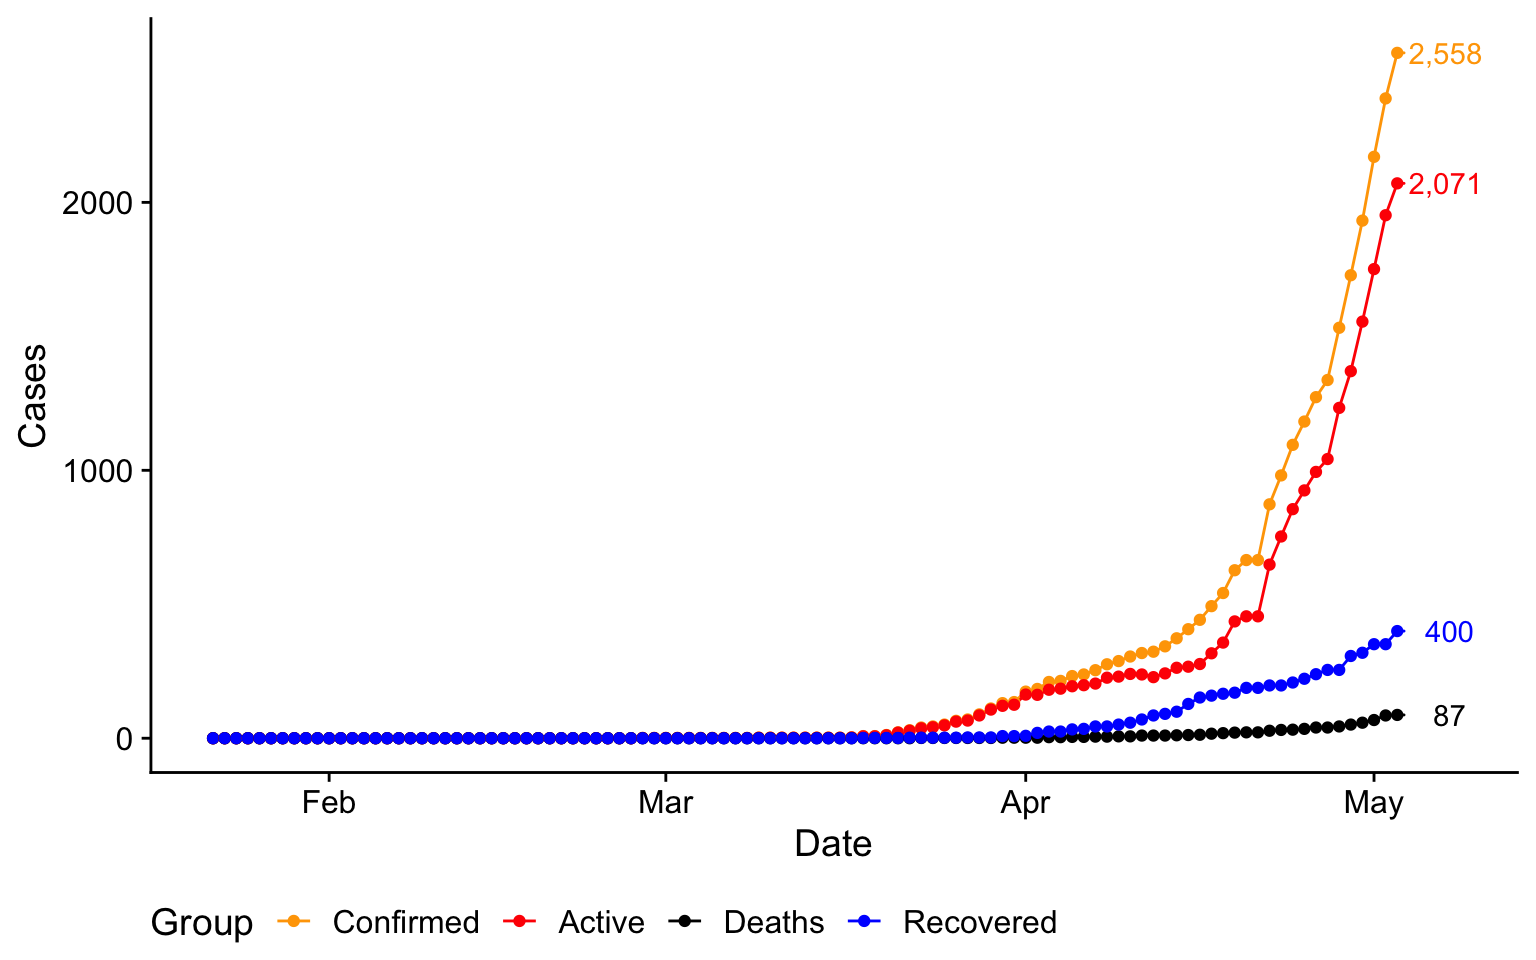 2,558
2,071
400
87
2000
1000
0
Cases
Feb Mar Apr May
Date
Group Confirmed Active Deaths Recovered